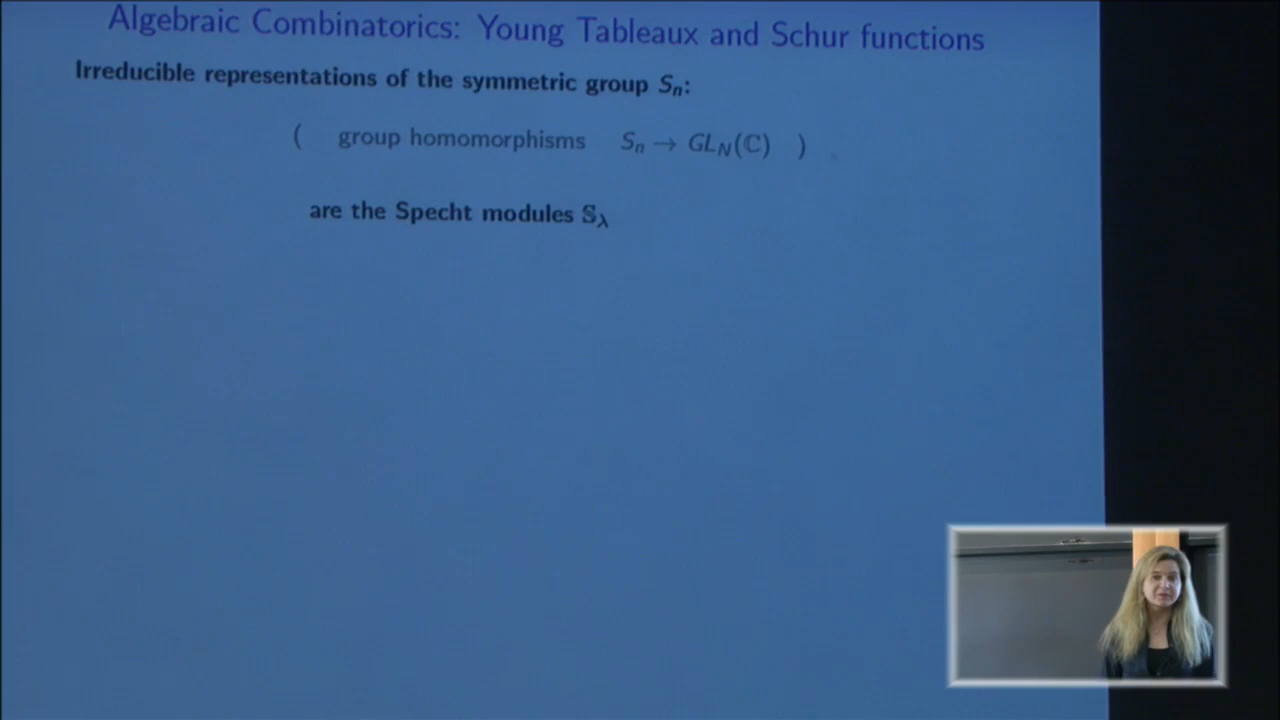 Algebraic Combinatorics: Young Tableaux and Schur functions
Irreducible representations of the symmetric group Sₙ:
( group homomorphisms Sₙ → GL_N(ℂ) )
are the Specht modules 𝕊_λ